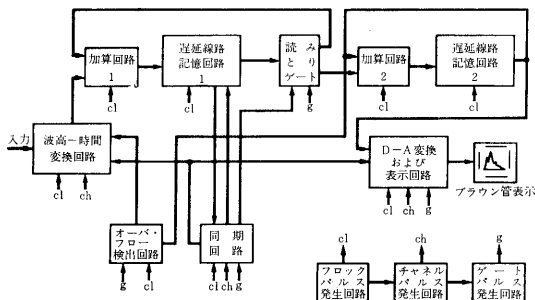 加算回路
1
遅延線路
記憶回路
1
読み
とり
ゲート
加算回路
2
遅延線路
記憶回路
2
cl
cl
g
cl
cl
入力
波高-時間
変換回路
cl
ch
D-A変換
および
表示回路
cl
ch
g
ブラウン管表示
オーバ・
フロー
検出回路
g
cl
同期
回路
cl
ch
g
cl
ch
g
フロック
パルス
発生回路
チャネル
パルス
発生回路
ゲート
パルス
発生回路